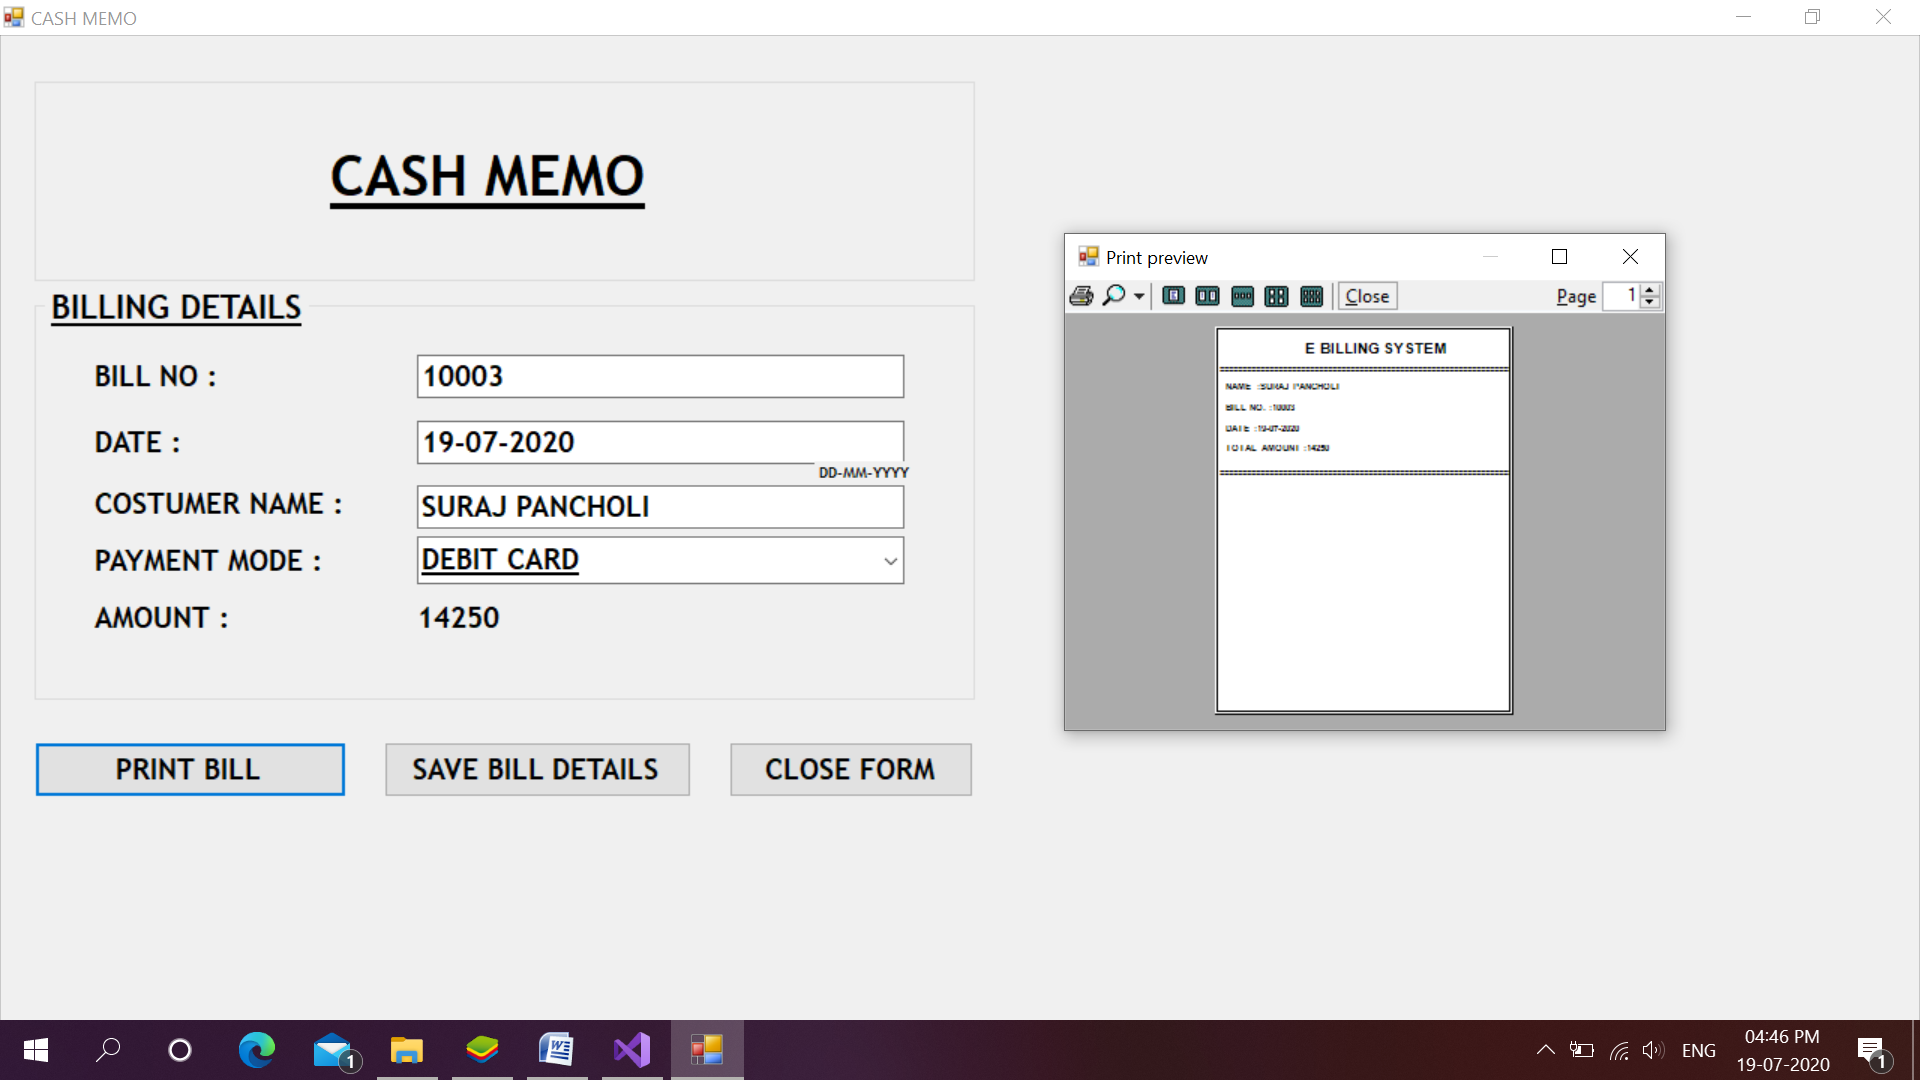 CASH MEMO
CASH MEMO
BILLING DETAILS
BILL NO :
10003
DATE :
19-07-2020
DD-MM-YYYY
COSTUMER NAME :
SURAJ PANCHOLI
PAYMENT MODE :
DEBIT CARD
AMOUNT :
14250
PRINT BILL
SAVE BILL DETAILS
CLOSE FORM
Print preview
Close
Page 1
E BILLING SYSTEM
NAME :SURAJ PANCHOLI
BILL NO. :10003
DATE :19-07-2020
TOTAL AMOUNT :14250
1
ENG
04:46 PM
19-07-2020
1